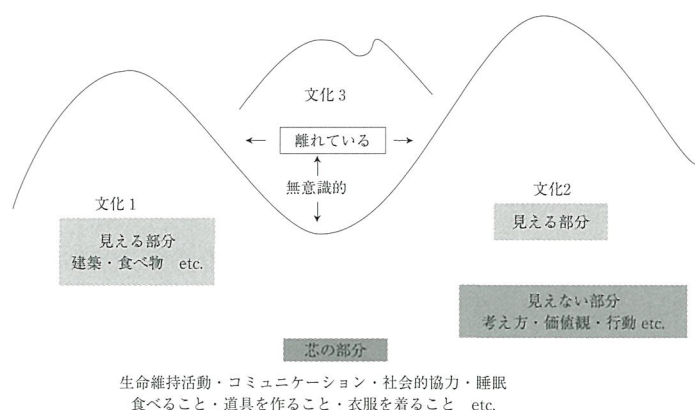 文化 3
離れている
無意識的
文化 1
見える部分
建築・食べ物　etc.
文化2
見える部分
見えない部分
考え方・価値観・行動 etc.
芯の部分
生命維持活動・コミュニケーション・社会的協力・睡眠
食べること・道具を作ること・衣服を着ること　etc.